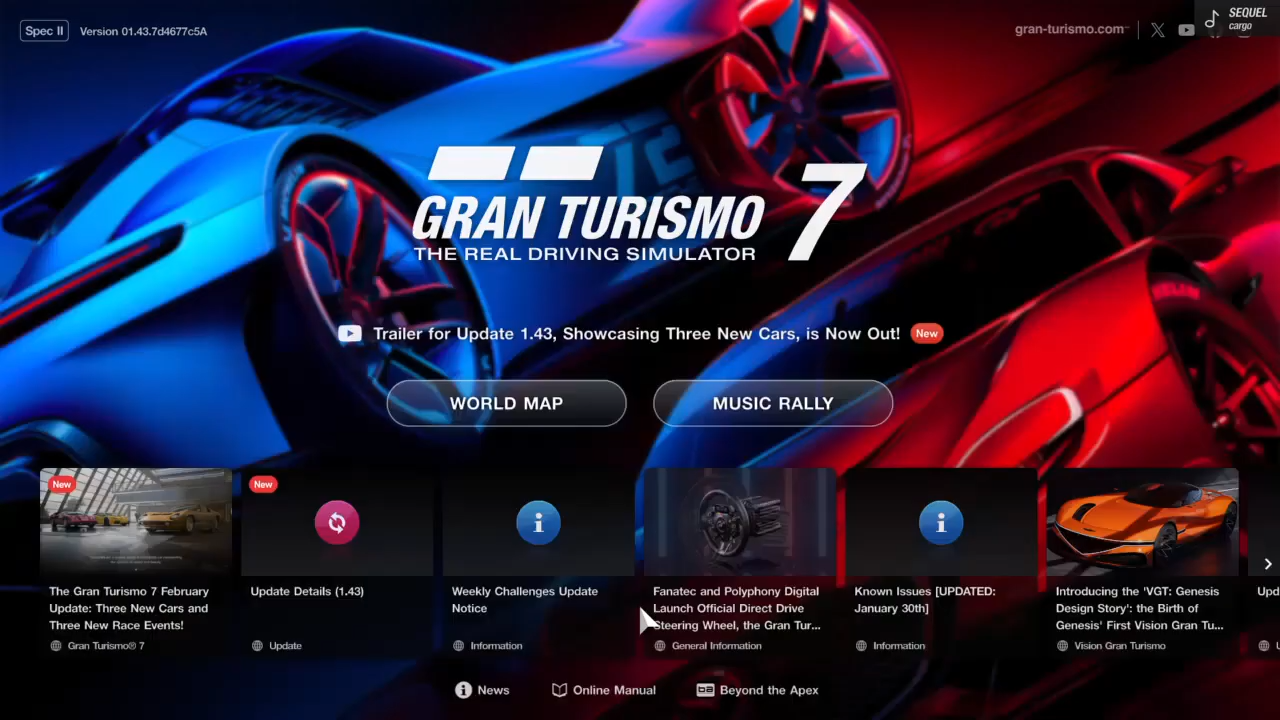 Spec II
Version 01.43.7d4677c5A
gran-turismo.com
SEQUEL
cargo
GRAN TURISMO 7
THE REAL DRIVING SIMULATOR
Trailer for Update 1.43, Showcasing Three New Cars, is Now Out! New
WORLD MAP
MUSIC RALLY
New
The Gran Turismo 7 February
Update: Three New Cars and
Three New Race Events!
Gran Turismo® 7
New
Update Details (1.43)
Update
Weekly Challenges Update
Notice
Information
Fanatec and Polyphony Digital
Launch Official Direct Drive
Steering Wheel, the Gran Tur...
General Information
Known Issues [UPDATED:
January 30th]
Information
Introducing the 'VGT: Genesis
Design Story': the Birth of
Genesis' First Vision Gran Tu...
Vision Gran Turismo
Upd
News
Online Manual
Beyond the Apex